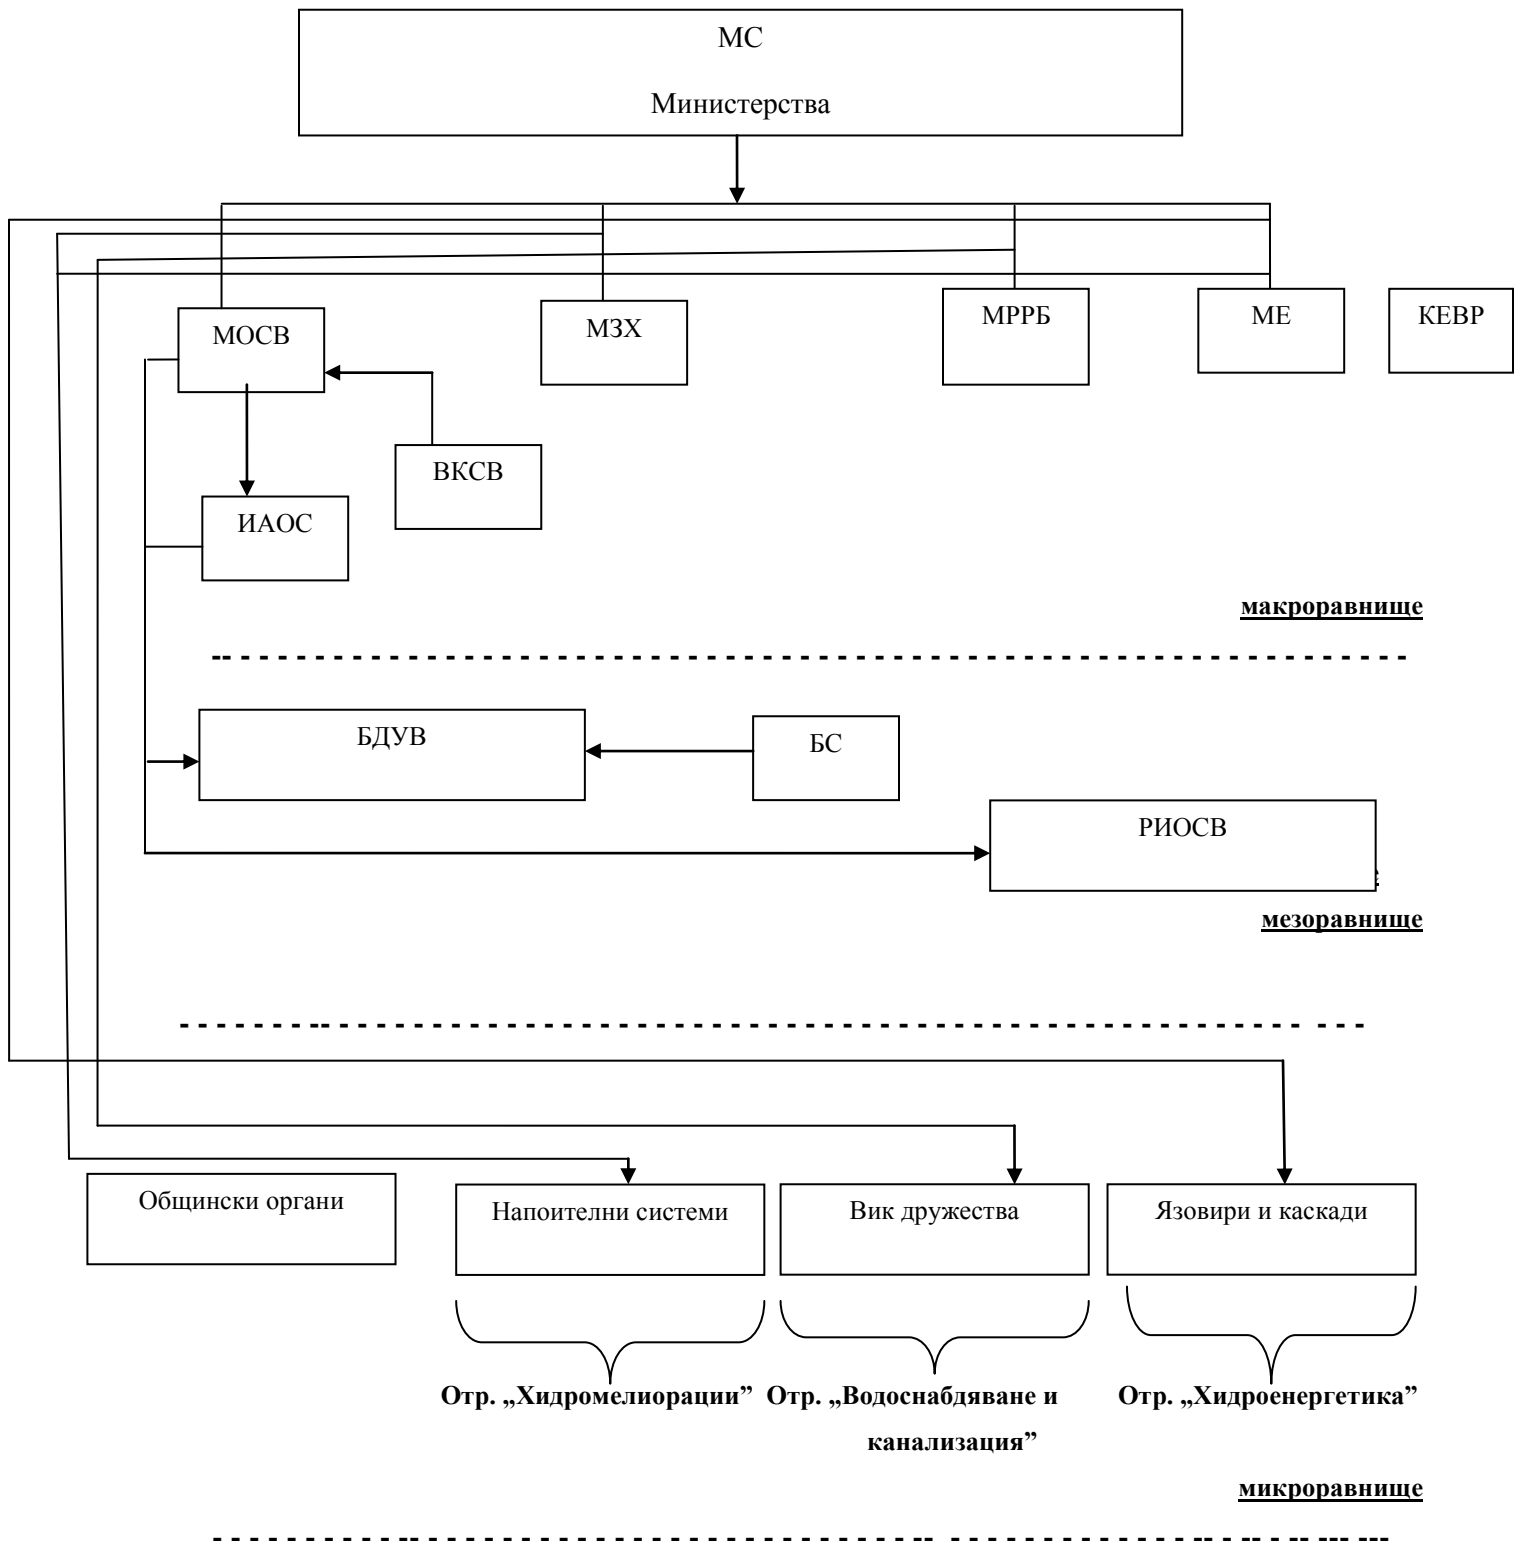 МС
Министерства
МОСВ
МЗХ
МРРБ
МЕ
КЕВР
ВКСВ
ИАОС
макроравнище
БДУВ
БС
РИОСВ
мезоравнище
Общински органи
Напоителни системи
Вик дружества
Язовири и каскади
Отр. „Хидромелиорации”
Отр. „Водоснабдяване и
канализация”
Отр. „Хидроенергетика”
микроравнище